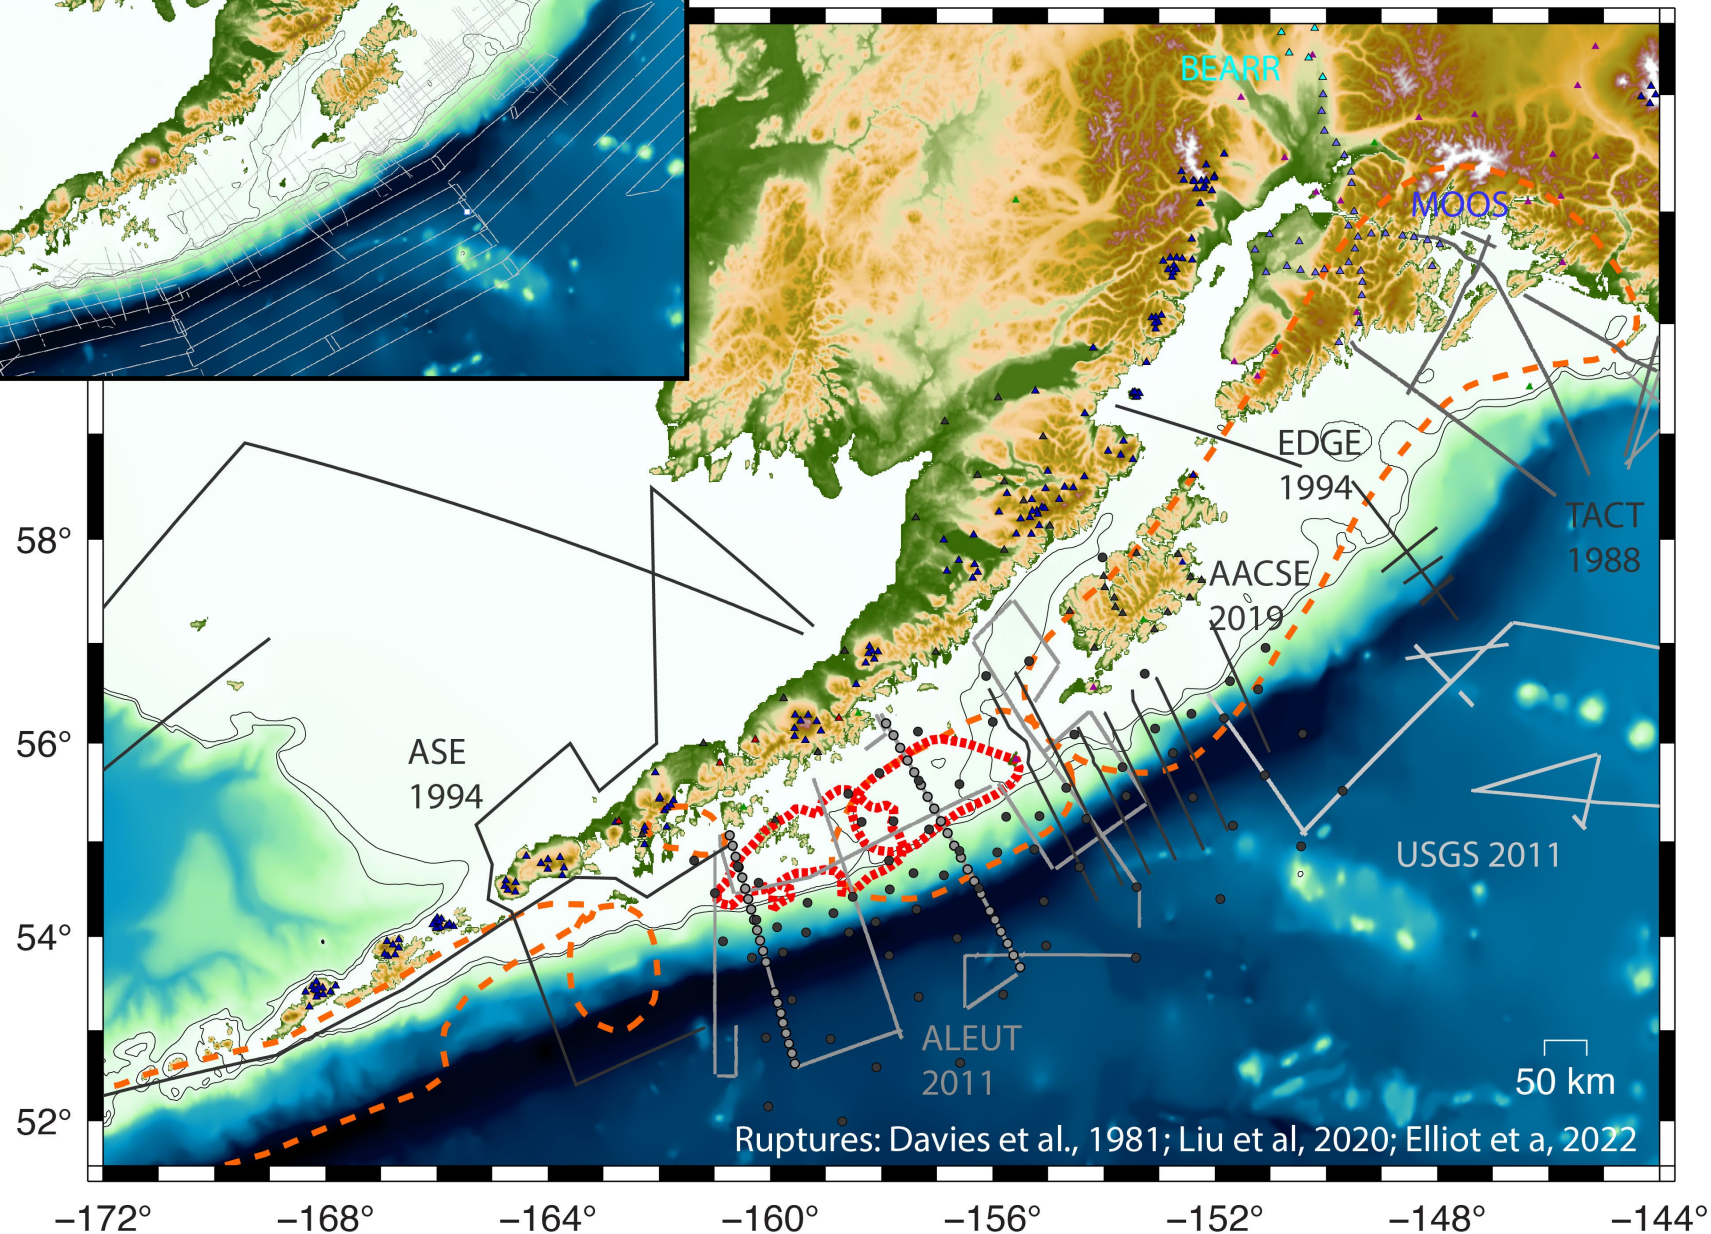 BEARR
MOOS
EDGE
1994
TACT
1988
AACSE
2019
ASE
1994
USGS 2011
ALEUT
2011
50 km
Ruptures: Davies et al., 1981; Liu et al, 2020; Elliot et a, 2022
58°
56°
54°
52°
−172°
−168°
−164°
−160°
−156°
−152°
−148°
−144°